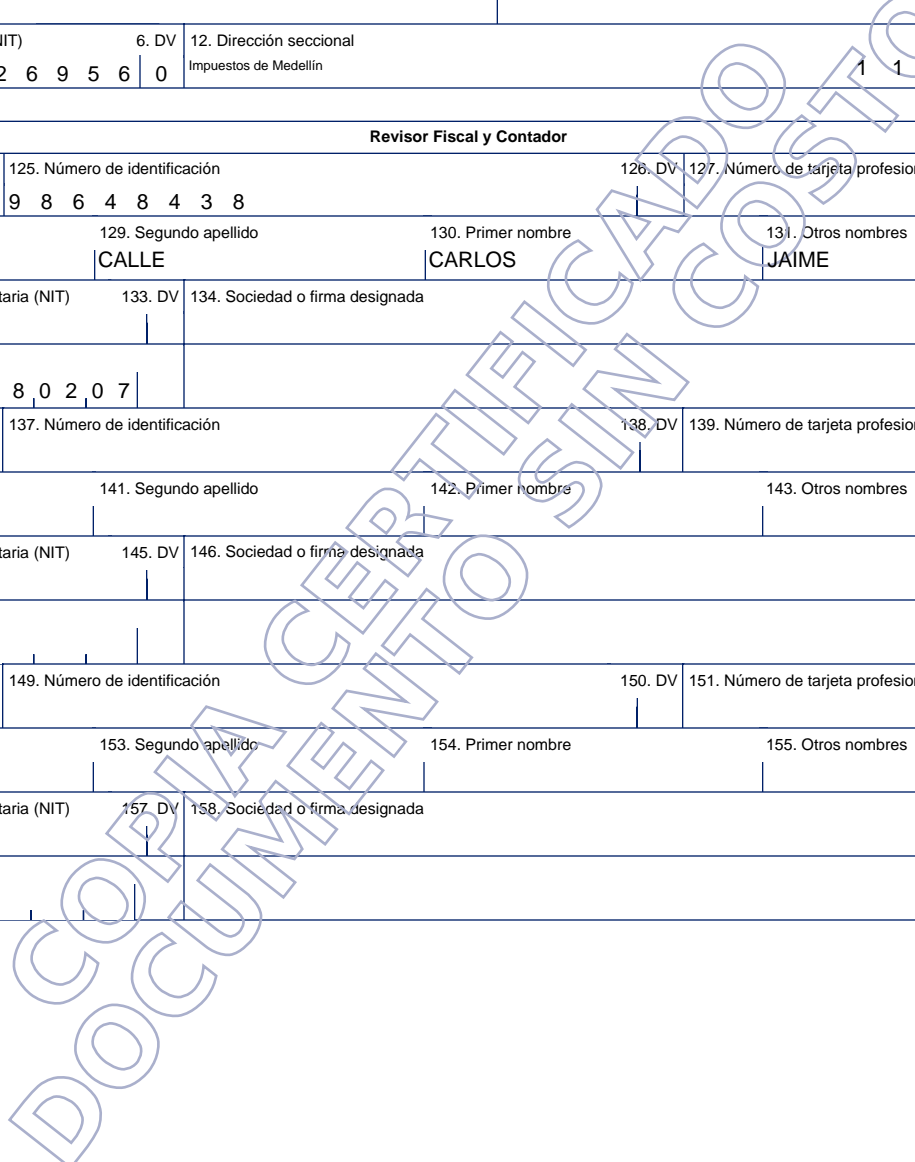 NIT) 6. DV 12. Dirección seccional
2 6 9 5 6 0 Impuestos de Medellín 1 1
Revisor Fiscal y Contador
125. Número de identificación 126. DV 127. Número de tarjeta profesion
9 8 6 4 8 4 3 8
129. Segundo apellido 130. Primer nombre 131. Otros nombres
CALLE CARLOS JAIME
taria (NIT) 133. DV 134. Sociedad o firma designada
8 0 2 0 7
137. Número de identificación 138. DV 139. Número de tarjeta profesion
141. Segundo apellido 142. Primer nombre 143. Otros nombres
taria (NIT) 145. DV 146. Sociedad o firma designada
149. Número de identificación 150. DV 151. Número de tarjeta profesion
153. Segundo apellido 154. Primer nombre 155. Otros nombres
taria (NIT) 157. DV 158. Sociedad o firma designada
COPIA CERTIFICADO
DOCUMENTO SIN COSTO